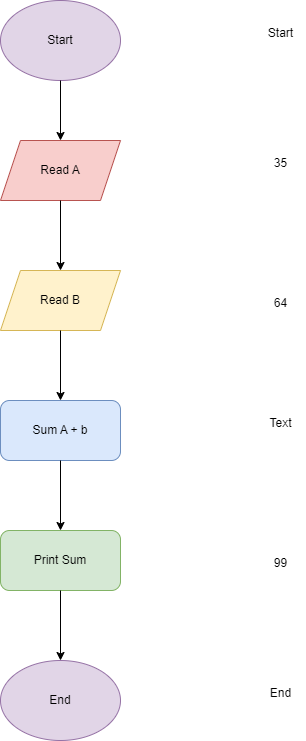 Start
Start
Read A
35
Read B
64
Sum A + b
Text
Print Sum
99
End
End